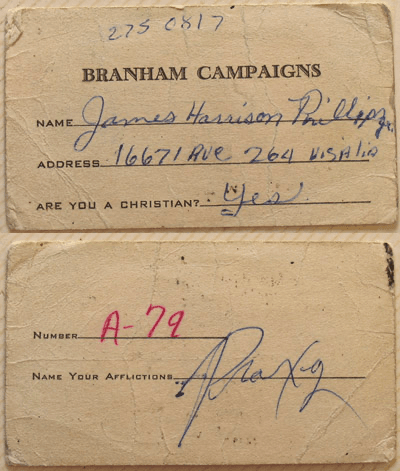 275 0817
BRANHAM CAMPAIGNS
NAME James Harrison Phillips Jr.
ADDRESS 16671 AVE 264 VISALIA
ARE YOU A CHRISTIAN? Yes
NUMBER A-79
NAME YOUR AFFLICTIONS